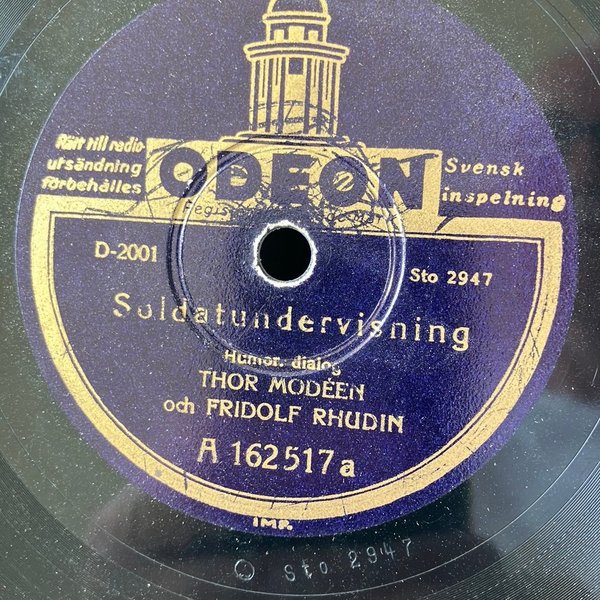 Rätt till radio-
utsändning
förbehålles
ODEON
Svensk
inspelning
D-2001
Sto 2947
Soldatundervisning
Humor. dialog
THOR MODÉEN
och FRIDOLF RHUDIN
A 162517a
IMP.
Sto 2947